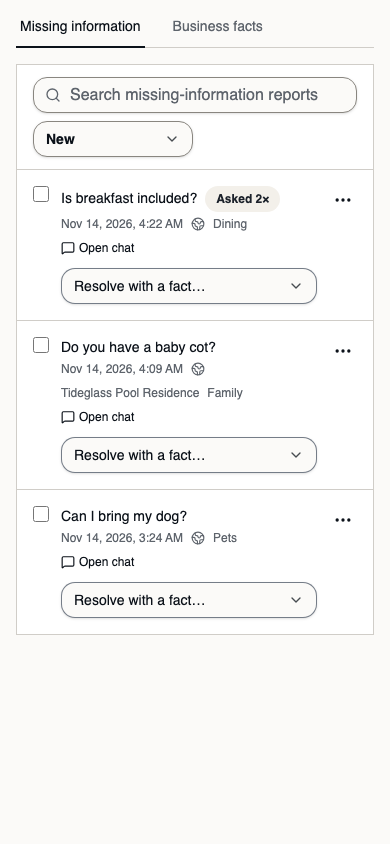 Missing information Business facts
Search missing-information reports
New
Is breakfast included? Asked 2×
Nov 14, 2026, 4:22 AM Dining
Open chat
Resolve with a fact…
Do you have a baby cot?
Nov 14, 2026, 4:09 AM
Tideglass Pool Residence Family
Open chat
Resolve with a fact…
Can I bring my dog?
Nov 14, 2026, 3:24 AM Pets
Open chat
Resolve with a fact…